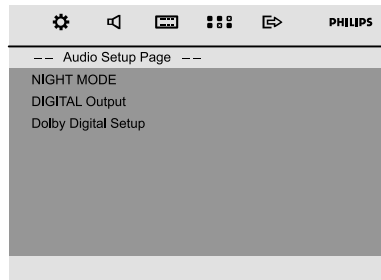 PHILIPS
-- Audio Setup Page --
NIGHT MODE
DIGITAL Output
Dolby Digital Setup